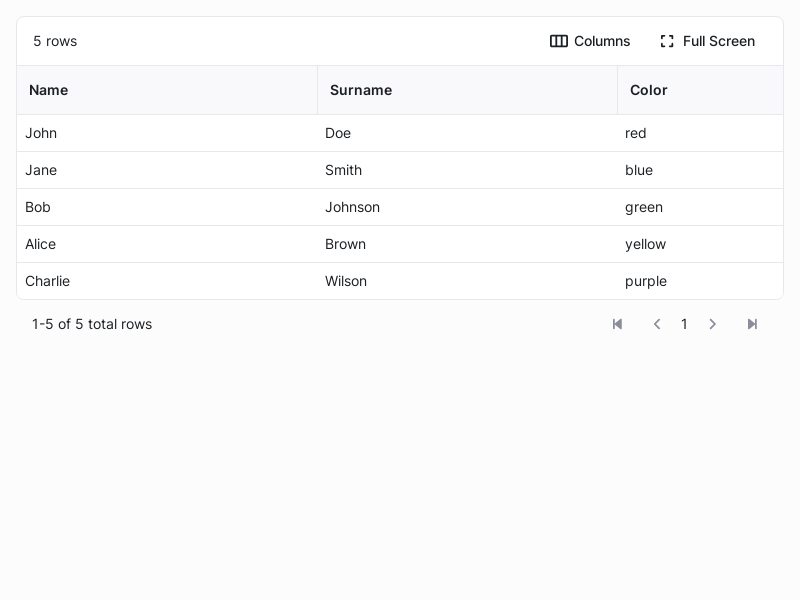 5 rows Columns Full Screen
Name Surname Color
John Doe red
Jane Smith blue
Bob Johnson green
Alice Brown yellow
Charlie Wilson purple
1-5 of 5 total rows 1